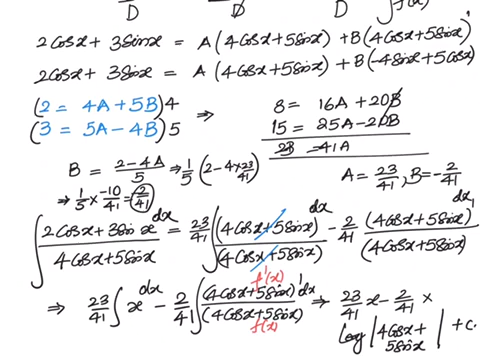 D D D f(x)
2Cosx + 3Sinx = A(4Cosx+5Sinx) + B(4Cosx+5Sinx)'
2Cosx + 3Sinx = A(4Cosx+5Sinx) + B(-4Sinx+5Cosx)
(2 = 4A+5B)4 ⇒ 8 = 16A+20B
(3 = 5A-4B)5 15 = 25A-20B
23 = 41A
B = (2-4A)/5 ⇒ 1/5 (2-4×23/41) A = 23/41, B = -2/41
⇒ 1/5 × -10/41 = (2/41)
∫ (2Cosx+3Sinx)/(4Cosx+5Sinx) dx = 23/41 ∫ (4Cosx+5Sinx)/(4Cosx+5Sinx) dx - 2/41 (4Cosx+5Sinx)'/(4Cosx+5Sinx) dx
f'(x)
⇒ 23/41 ∫ x dx - 2/41 ∫ (4Cosx+5Sinx)'/(4Cosx+5Sinx) dx ⇒ 23/41 x - 2/41 ×
f(x) log |4Cosx+5Sinx| + c.